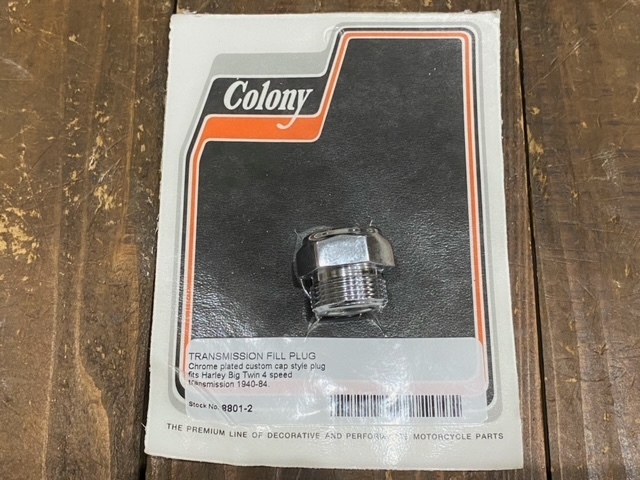 Colony
TRANSMISSION FILL PLUG
Chrome plated custom cap style plug
fits Harley Big Twin 4 speed
transmission 1940-84.
Stock No. 8801-2
THE PREMIUM LINE OF DECORATIVE AND PERFORMANCE MOTORCYCLE PARTS